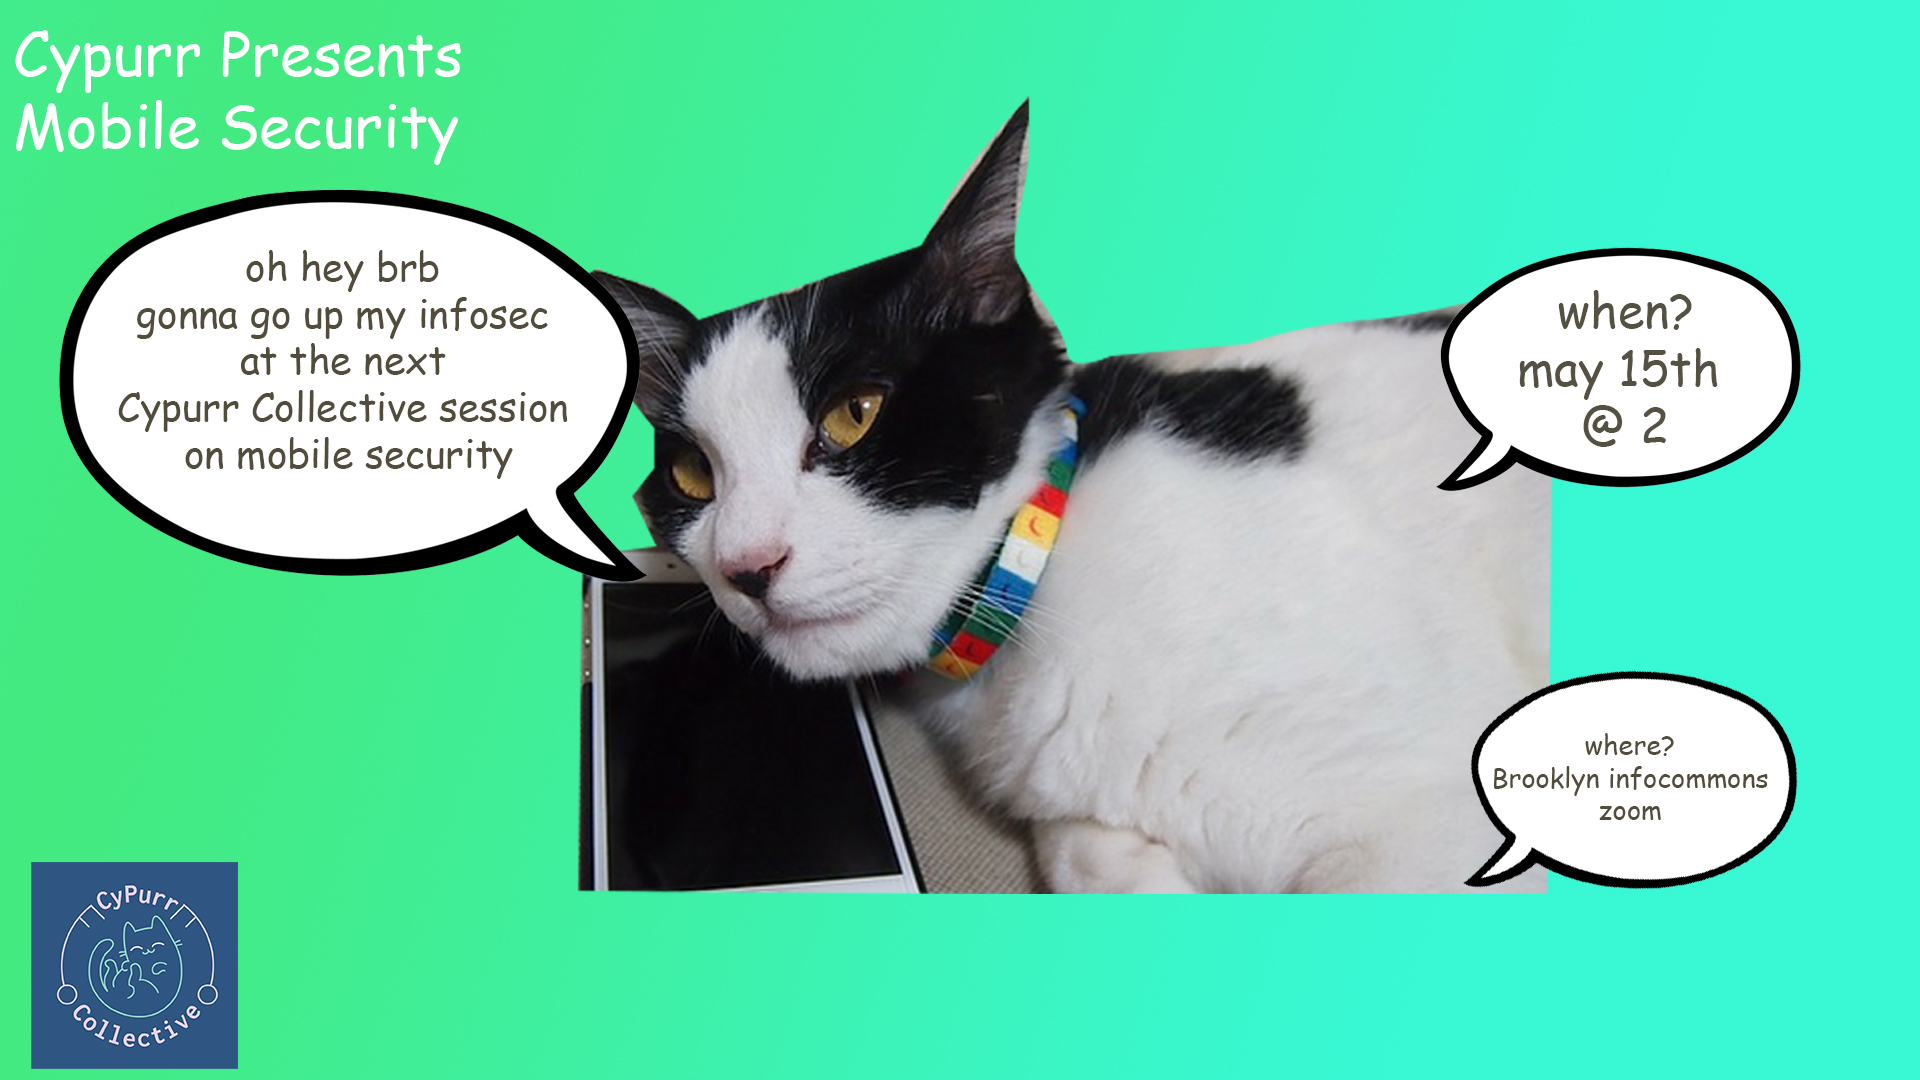 Cypurr Presents
Mobile Security
oh hey brb
gonna go up my infosec
at the next
Cypurr Collective session
on mobile security
when?
may 15th
@ 2
where?
Brooklyn infocommons
zoom
CyPurr
Collective